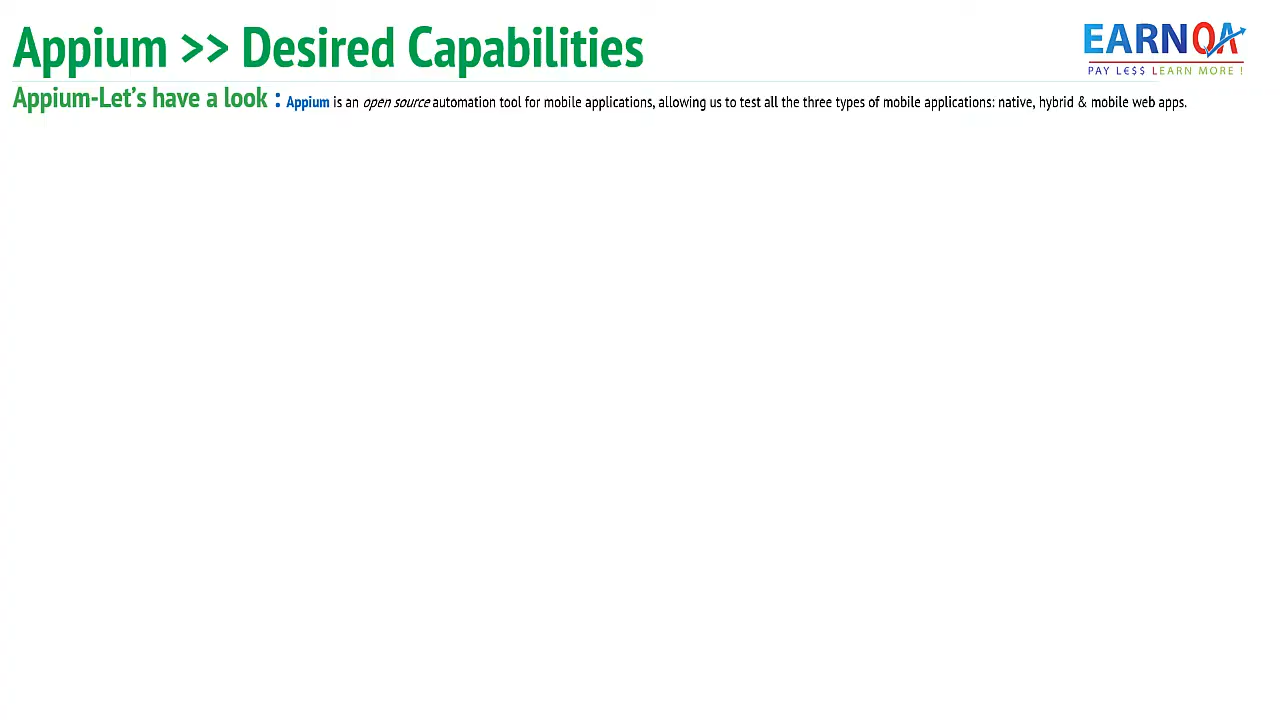 Appium >> Desired Capabilities
EARNQA
PAY LE$$ LEARN MORE !
Appium-Let’s have a look : Appium is an open source automation tool for mobile applications, allowing us to test all the three types of mobile applications: native, hybrid & mobile web apps.